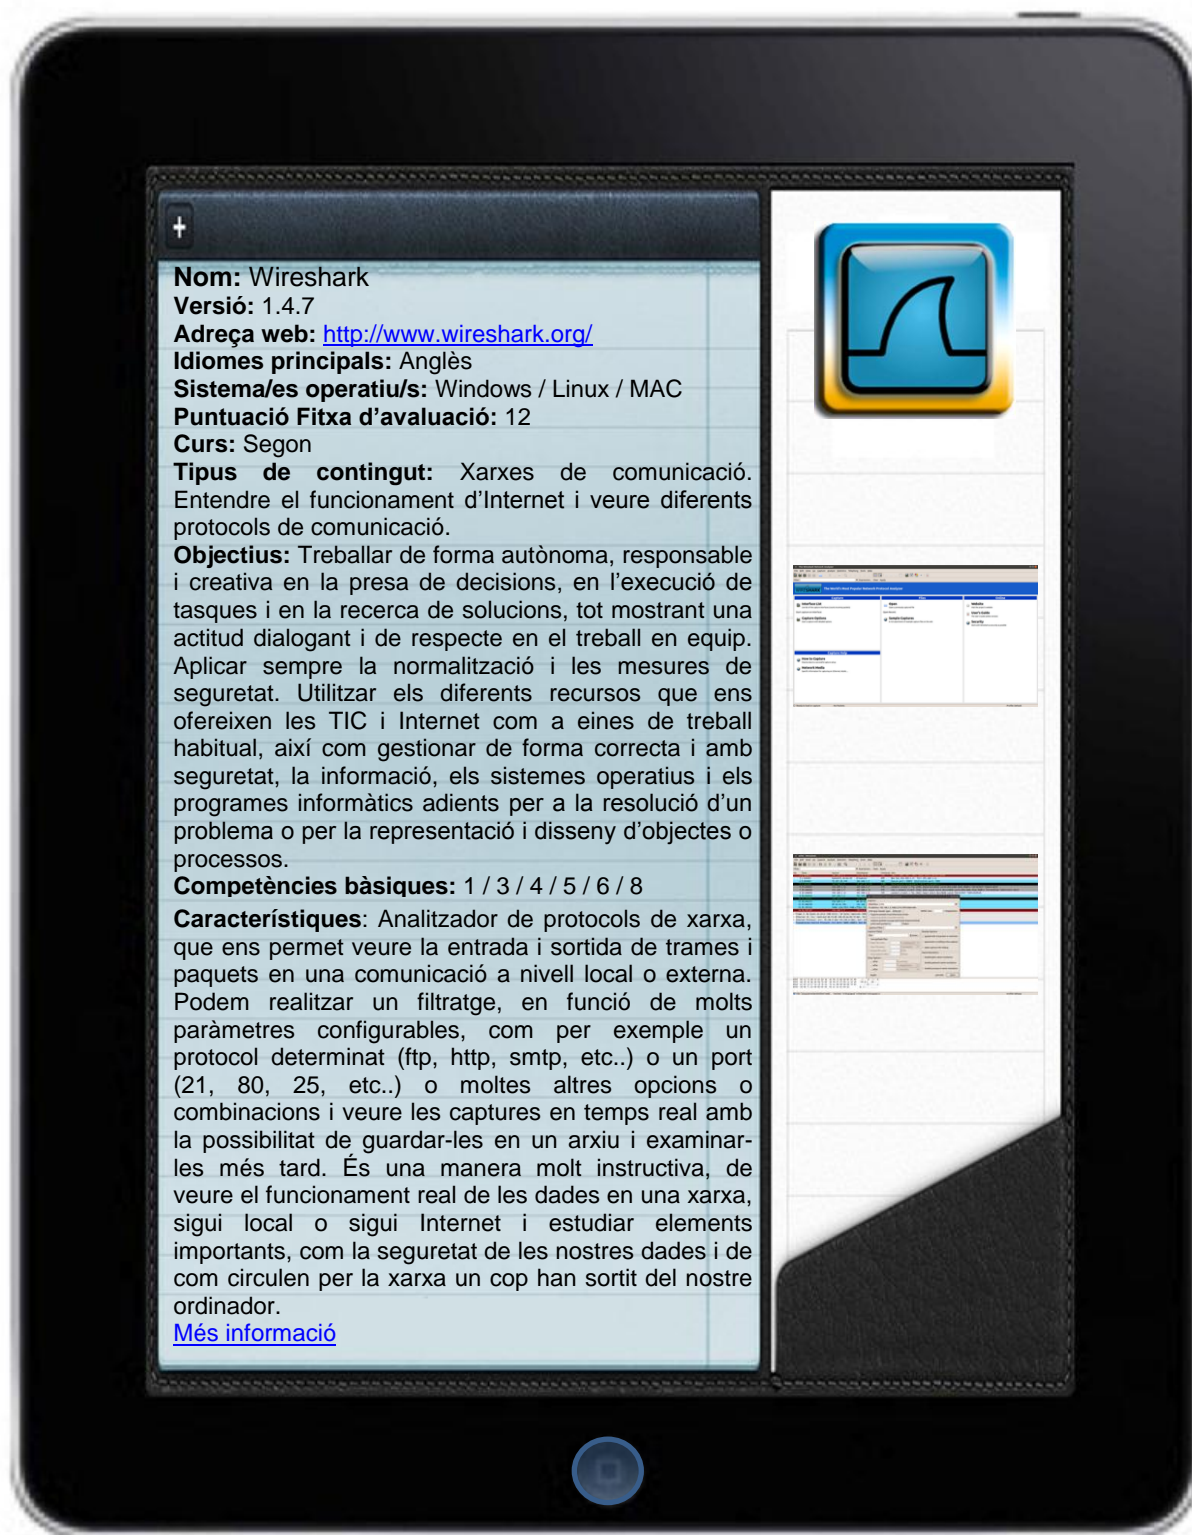 Nom: Wireshark
Versió: 1.4.7
Adreça web: http://www.wireshark.org/
Idiomes principals: Anglès
Sistema/es operatiu/s: Windows / Linux / MAC
Puntuació Fitxa d’avaluació: 12
Curs: Segon
Tipus de contingut: Xarxes de comunicació.
Entendre el funcionament d’Internet i veure diferents
protocols de comunicació.
Objectius: Treballar de forma autònoma, responsable
i creativa en la presa de decisions, en l’execució de
tasques i en la recerca de solucions, tot mostrant una
actitud dialogant i de respecte en el treball en equip.
Aplicar sempre la normalització i les mesures de
seguretat. Utilitzar els diferents recursos que ens
ofereixen les TIC i Internet com a eines de treball
habitual, així com gestionar de forma correcta i amb
seguretat, la informació, els sistemes operatius i els
programes informàtics adients per a la resolució d’un
problema o per la representació i disseny d’objectes o
processos.
Competències bàsiques: 1 / 3 / 4 / 5 / 6 / 8
Característiques: Analitzador de protocols de xarxa,
que ens permet veure la entrada i sortida de trames i
paquets en una comunicació a nivell local o externa.
Podem realitzar un filtratge, en funció de molts
paràmetres configurables, com per exemple un
protocol determinat (ftp, http, smtp, etc..) o un port
(21, 80, 25, etc..) o moltes altres opcions o
combinacions i veure les captures en temps real amb
la possibilitat de guardar-les en un arxiu i examinar-
les més tard. És una manera molt instructiva, de
veure el funcionament real de les dades en una xarxa,
sigui local o sigui Internet i estudiar elements
importants, com la seguretat de les nostres dades i de
com circulen per la xarxa un cop han sortit del nostre
ordinador.
Més informació